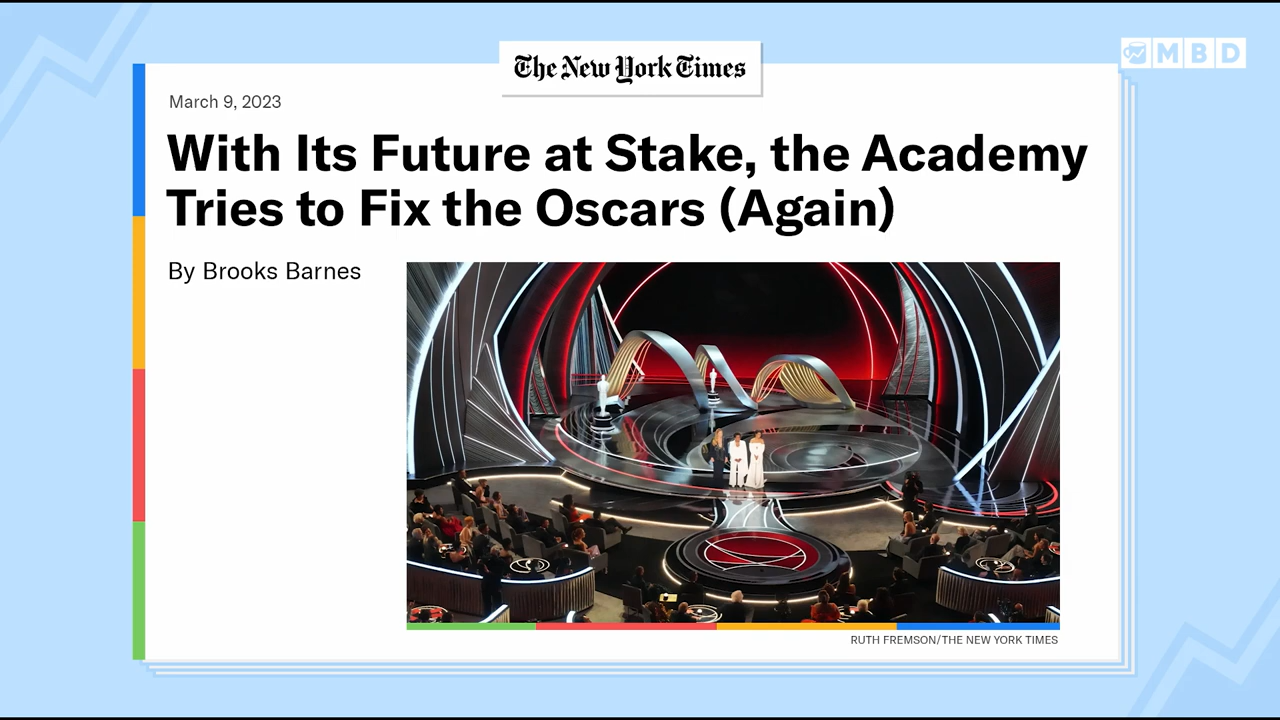 The New York Times
MBD
March 9, 2023
With Its Future at Stake, the Academy
Tries to Fix the Oscars (Again)
By Brooks Barnes
RUTH FREMSON/THE NEW YORK TIMES